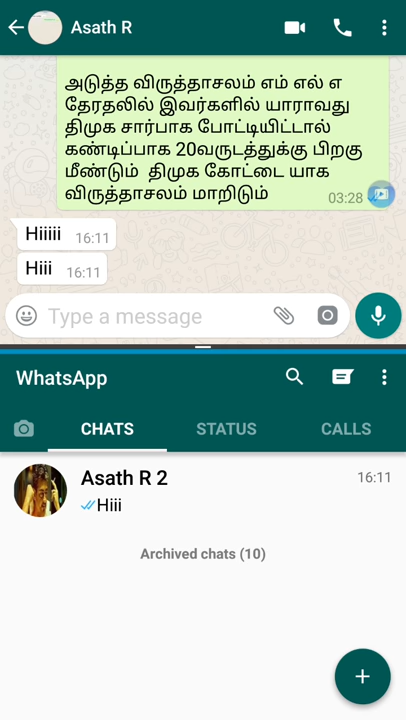 Asath R
அடுத்த விருத்தாசலம் எம் எல் எ
தேரதலில் இவர்களில் யாராவது
திமுக சார்பாக போட்டியிட்டால்
கண்டிப்பாக 20வருடத்துக்கு பிறகு
மீண்டும் திமுக கோட்டை யாக
விருத்தாசலம் மாறிடும்
03:28
Hiiiii 16:11
Hiii 16:11
Type a message
WhatsApp
CHATS STATUS CALLS
Asath R 2 16:11
Hiii
Archived chats (10)